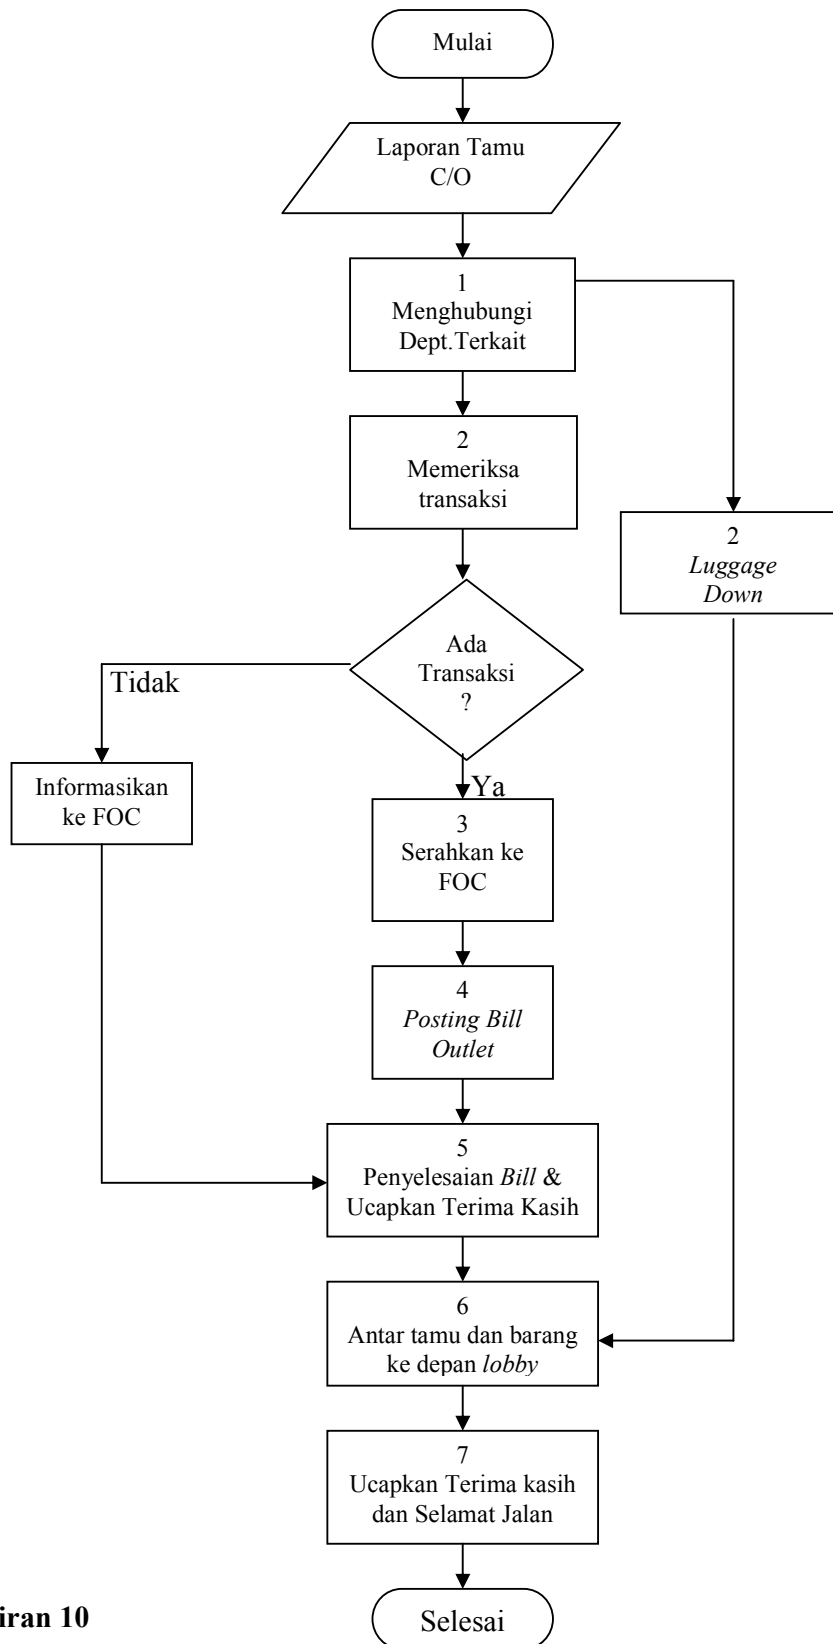 Mulai
Laporan Tamu
C/O
1
Menghubungi
Dept.Terkait
2
Memeriksa
transaksi
2
Luggage
Down
Ada
Transaksi
?
Tidak
Ya
Informasikan
ke FOC
3
Serahkan ke
FOC
4
Posting Bill
Outlet
5
Penyelesaian Bill &
Ucapkan Terima Kasih
6
Antar tamu dan barang
ke depan lobby
7
Ucapkan Terima kasih
dan Selamat Jalan
Selesai
iran 10